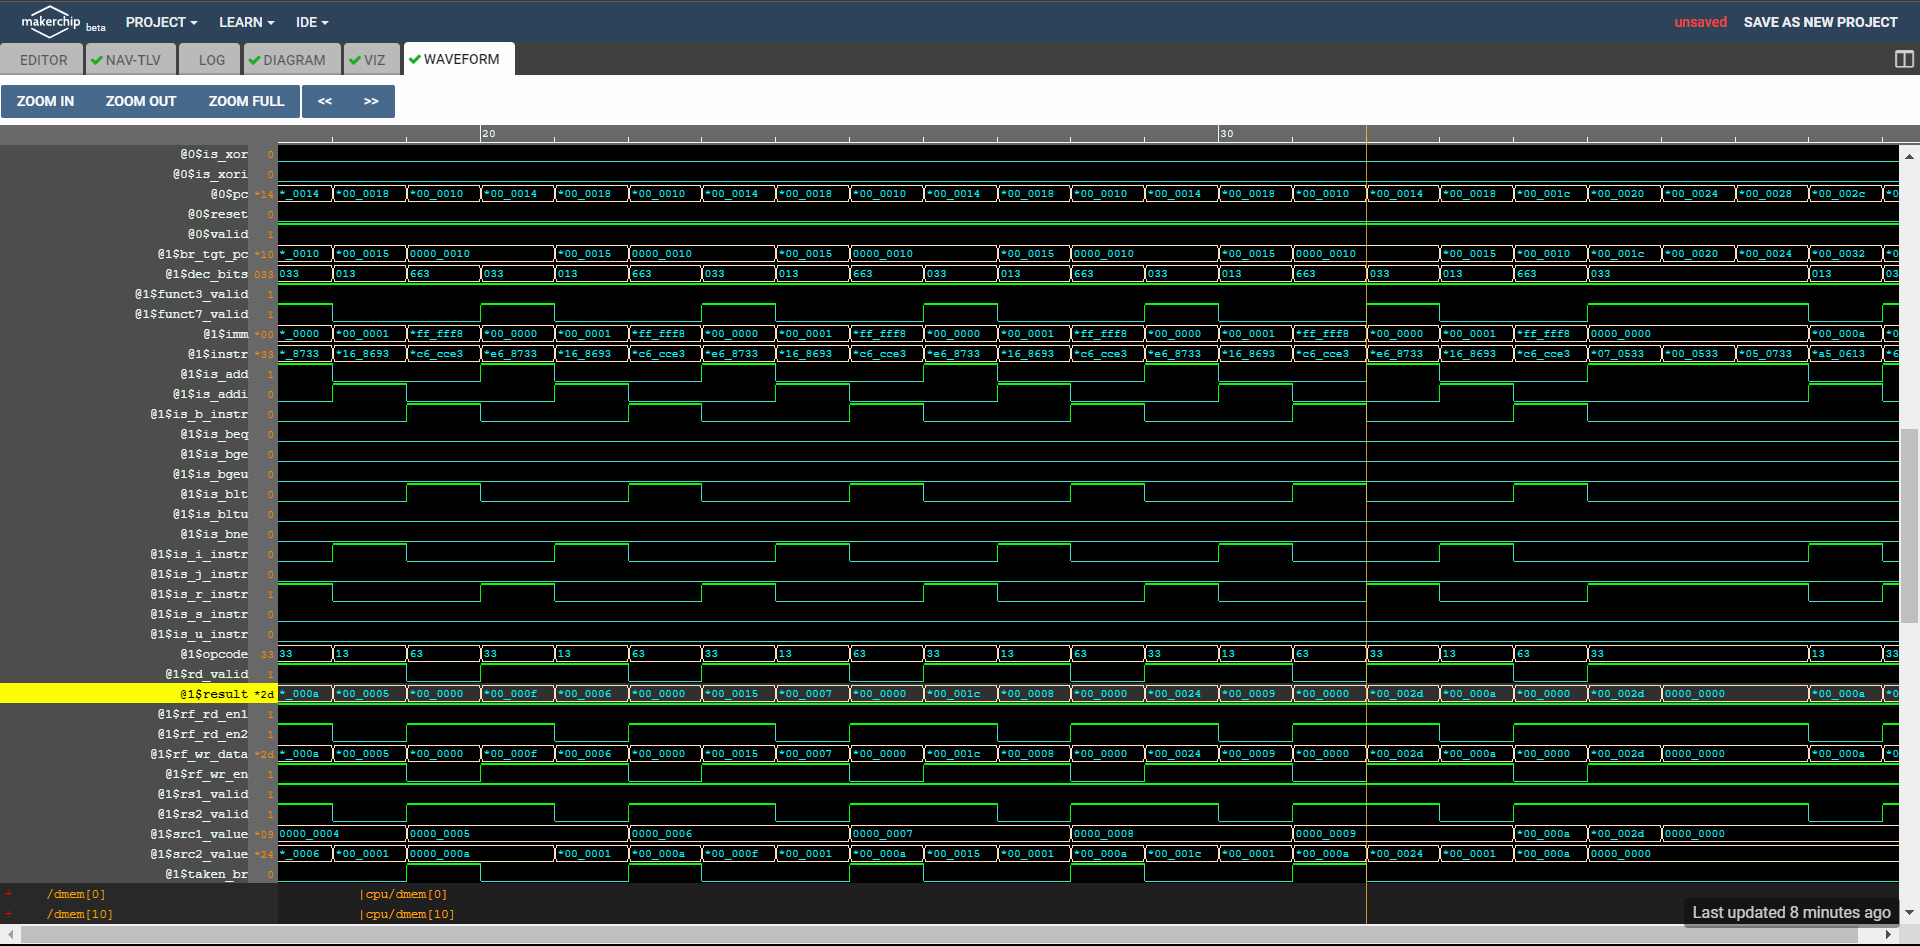 makerchip beta PROJECT LEARN IDE unsaved SAVE AS NEW PROJECT
EDITOR NAV-TLV LOG DIAGRAM VIZ WAVEFORM
ZOOM IN ZOOM OUT ZOOM FULL << >>
20 30
@0$is_xor 0
@0$is_xori 0
@0$pc *14 *_0014 *00_0018 *00_0010 *00_0014 *00_0018 *00_0010 *00_0014 *00_0018 *00_0010 *00_0014 *00_0018 *00_0010 *00_0014 *00_0018 *00_0010 *00_0014 *00_0018 *00_001c *00_0020 *00_0024 *00_0028 *00_002c *0
@0$reset 0
@0$valid 1
@1$br_tgt_pc *10 *_0010 *00_0015 0000_0010 *00_0015 0000_0010 *00_0015 0000_0010 *00_0015 0000_0010 *00_0015 0000_0010 *00_0015 *00_0010 *00_001c *00_0020 *00_0024 *00_0032 *0
@1$dec_bits 033 033 013 663 033 013 663 033 013 663 033 013 663 033 013 663 033 013 663 033 013 03
@1$funct3_valid 1
@1$funct7_valid 1
@1$imm *00 *_0000 *00_0001 *ff_fff8 *00_0000 *00_0001 *ff_fff8 *00_0000 *00_0001 *ff_fff8 *00_0000 *00_0001 *ff_fff8 *00_0000 *00_0001 *ff_fff8 *00_0000 *00_0001 *ff_fff8 0000_0000 *00_000a *0
@1$instr *33 *_8733 *16_8693 *c6_cce3 *e6_8733 *16_8693 *c6_cce3 *e6_8733 *16_8693 *c6_cce3 *e6_8733 *16_8693 *c6_cce3 *e6_8733 *16_8693 *c6_cce3 *e6_8733 *16_8693 *c6_cce3 *07_0533 *00_0533 *05_0733 *a5_0613 *6
@1$is_add 1
@1$is_addi 0
@1$is_b_instr 0
@1$is_beq 0
@1$is_bge 0
@1$is_bgeu 0
@1$is_blt 0
@1$is_bltu 0
@1$is_bne 0
@1$is_i_instr 0
@1$is_j_instr 0
@1$is_r_instr 1
@1$is_s_instr 0
@1$is_u_instr 0
@1$opcode 33 33 13 63 33 13 63 33 13 63 33 13 63 33 13 63 33 13 63 33 13 33
@1$rd_valid 1
@1$result *2d *_000a *00_0005 *00_0000 *00_000f *00_0006 *00_0000 *00_0015 *00_0007 *00_0000 *00_001c *00_0008 *00_0000 *00_0024 *00_0009 *00_0000 *00_002d *00_000a *00_0000 *00_002d 0000_0000 *00_000a *0
@1$rf_rd_en1 1
@1$rf_rd_en2 1
@1$rf_wr_data *2d *_000a *00_0005 *00_0000 *00_000f *00_0006 *00_0000 *00_0015 *00_0007 *00_0000 *00_001c *00_0008 *00_0000 *00_0024 *00_0009 *00_0000 *00_002d *00_000a *00_0000 *00_002d 0000_0000 *00_000a *0
@1$rf_wr_en 1
@1$rs1_valid 1
@1$rs2_valid 1
@1$src1_value *09 0000_0004 0000_0005 0000_0006 0000_0007 0000_0008 0000_0009 *00_000a *00_002d 0000_0000
@1$src2_value *24 *_0006 *00_0001 0000_000a *00_0001 *00_000a *00_000f *00_0001 *00_000a *00_0015 *00_0001 *00_000a *00_001c *00_0001 *00_000a *00_0024 *00_0001 *00_000a 0000_0000
@1$taken_br 0
+ /dmem[0] |cpu/dmem[0]
+ /dmem[10] |cpu/dmem[10]
Last updated 8 minutes ago